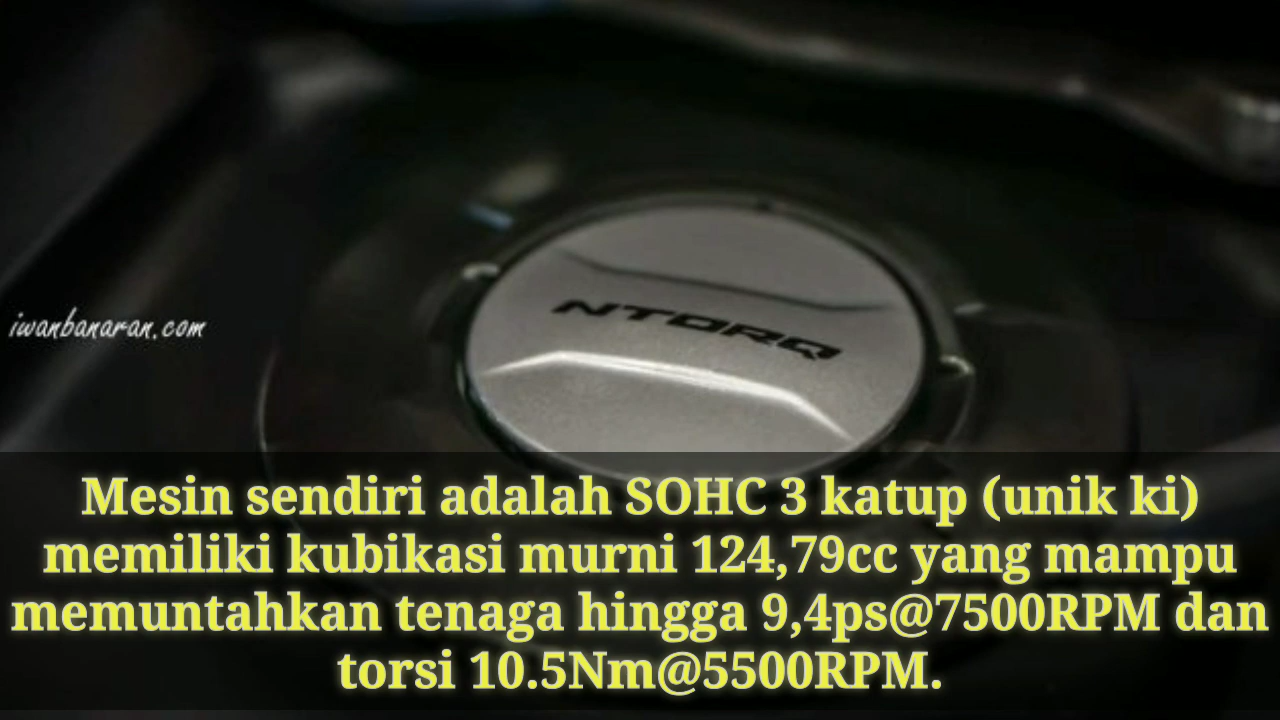 NTORQ
iwanbanaran.com
Mesin sendiri adalah SOHC 3 katup (unik ki)
memiliki kubikasi murni 124,79cc yang mampu
memuntahkan tenaga hingga 9,4ps@7500RPM dan
torsi 10.5Nm@5500RPM.